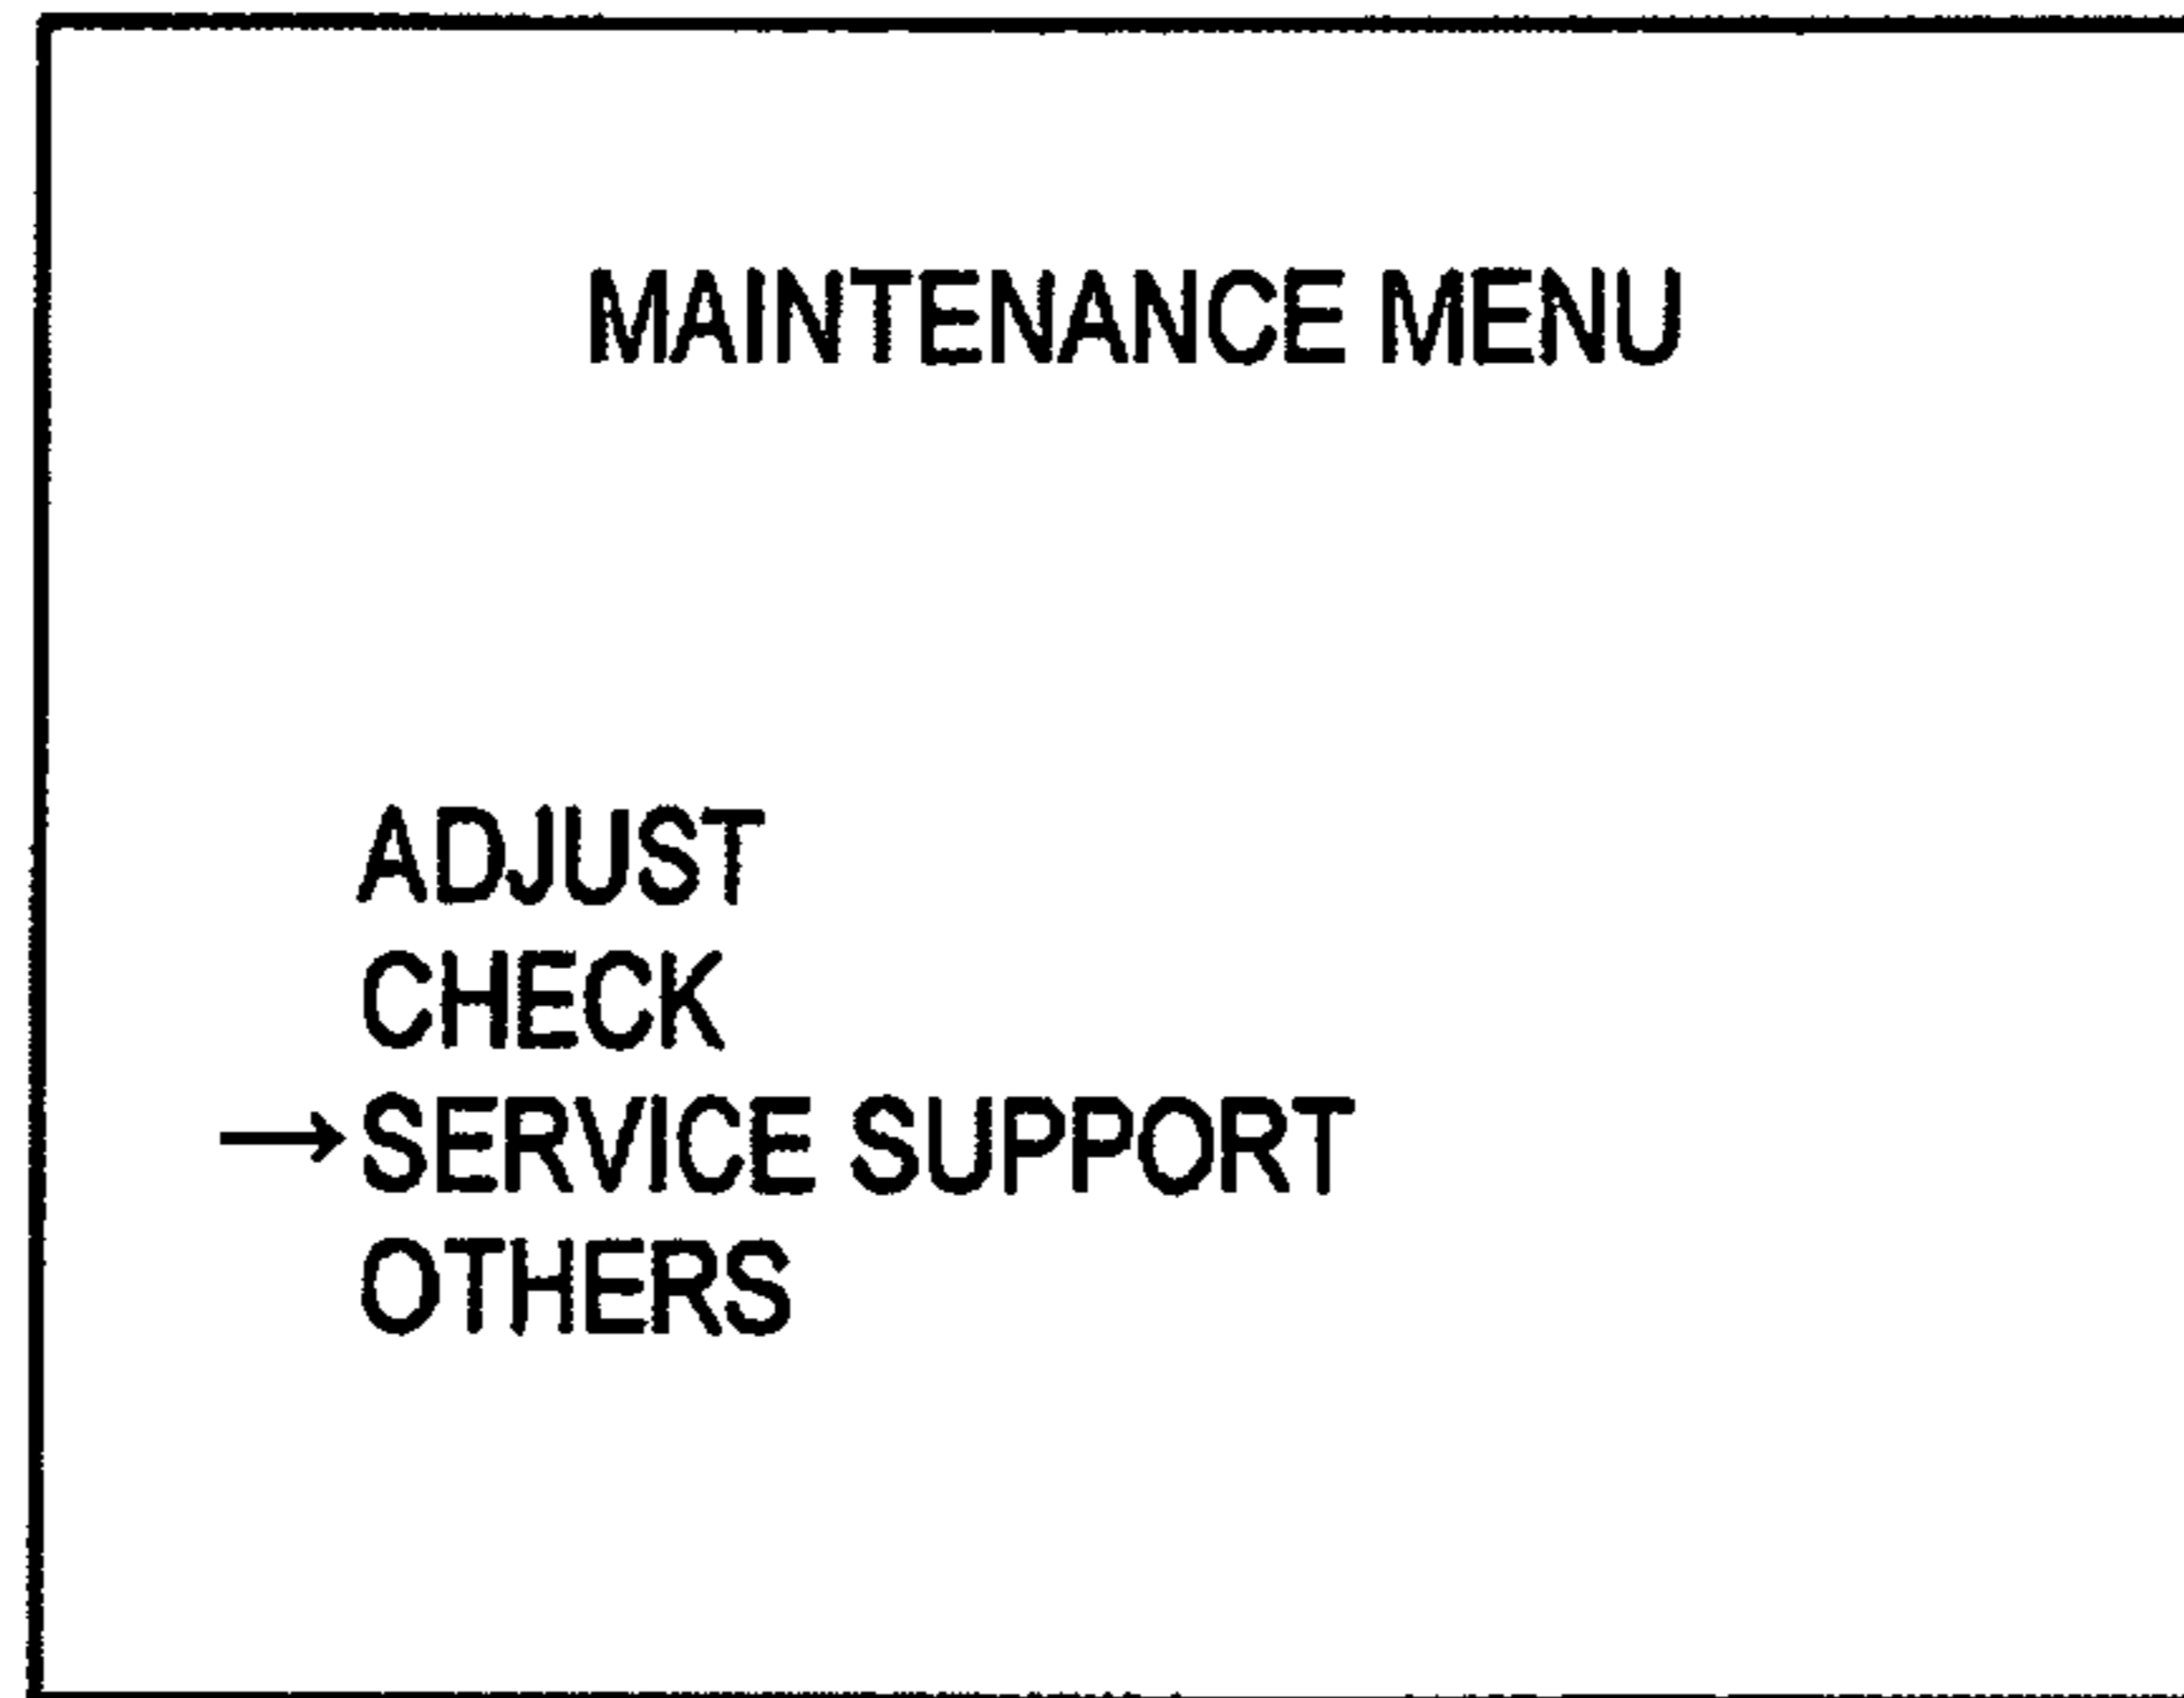 MAINTENANCE MENU
ADJUST
CHECK
→SERVICE SUPPORT
OTHERS